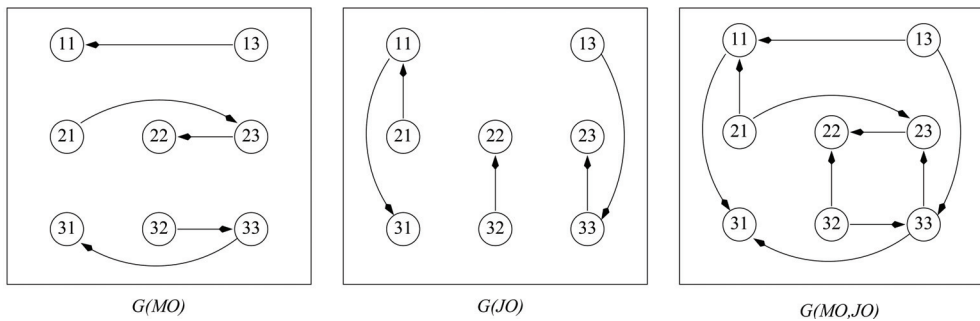 11 13 11 13 11 13
21 22 23 21 22 23 21 22 23
31 32 33 31 32 33 31 32 33
G(MO) G(JO) G(MO,JO)